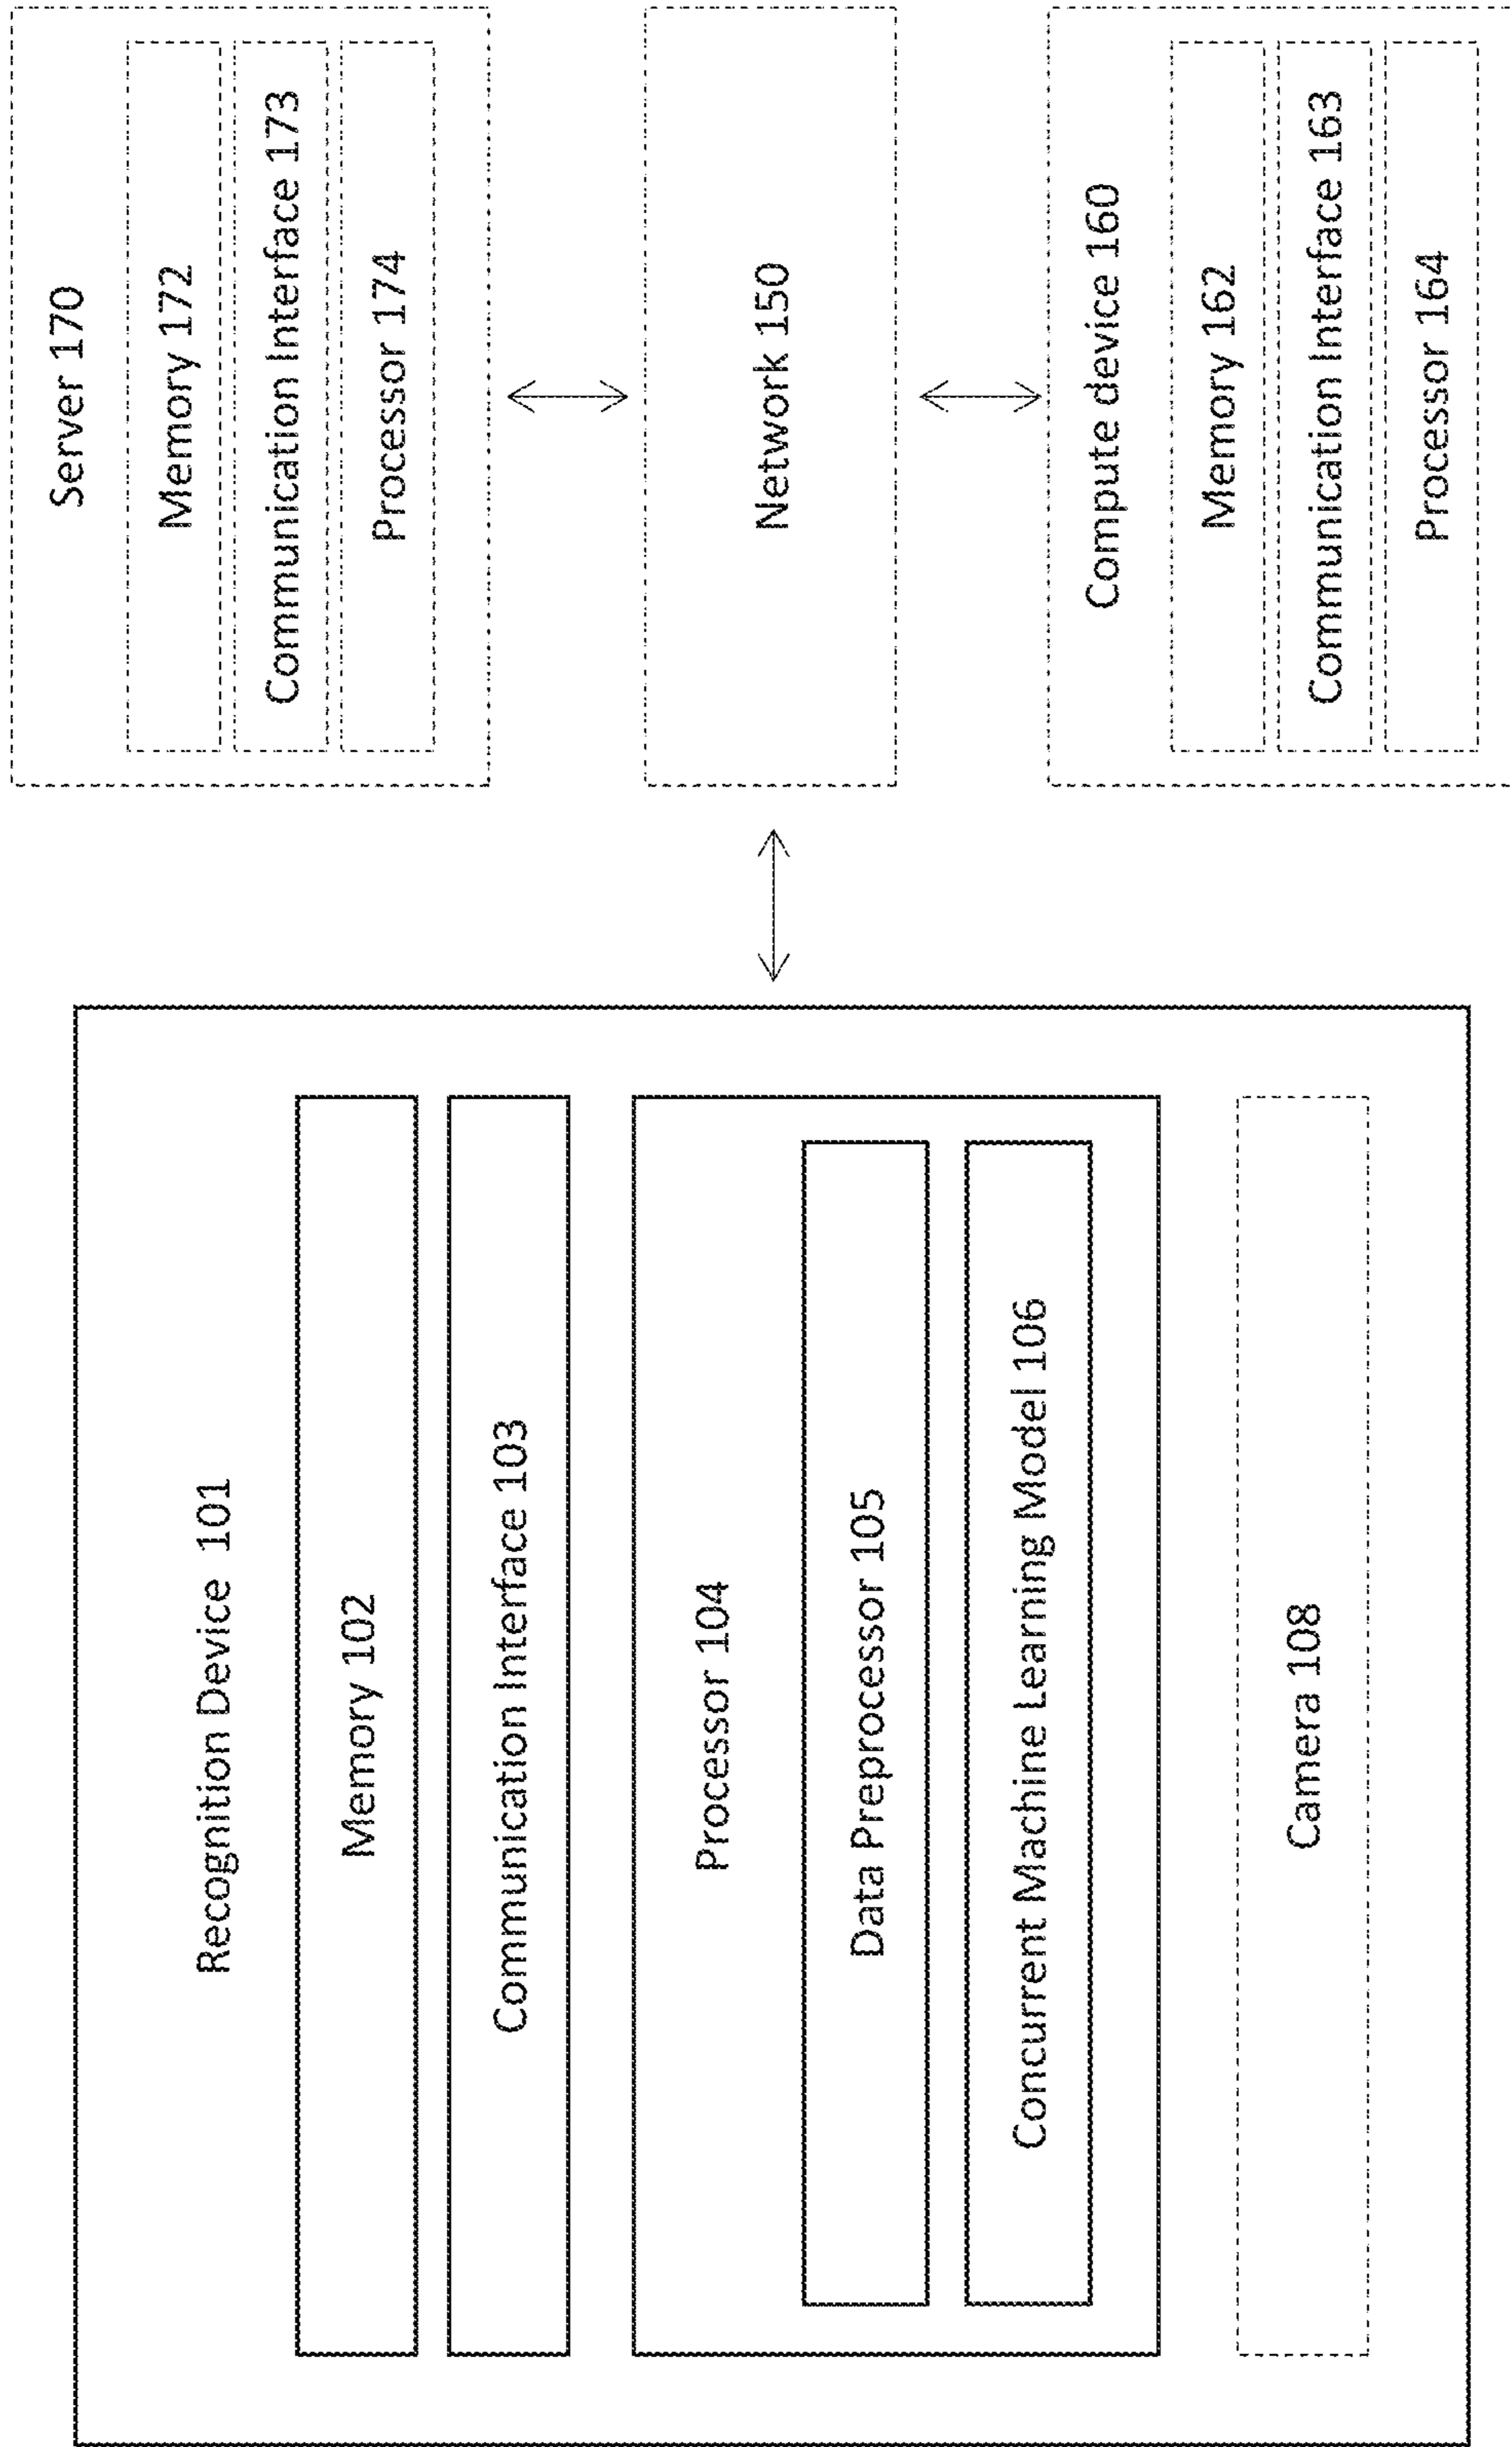 Recognition Device 101
Memory 102
Communication Interface 103
Processor 104
Data Preprocessor 105
Concurrent Machine Learning Model 106
Camera 108
Server 170
Memory 172
Communication Interface 173
Processor 174
Network 150
Compute device 160
Memory 162
Communication Interface 163
Processor 164